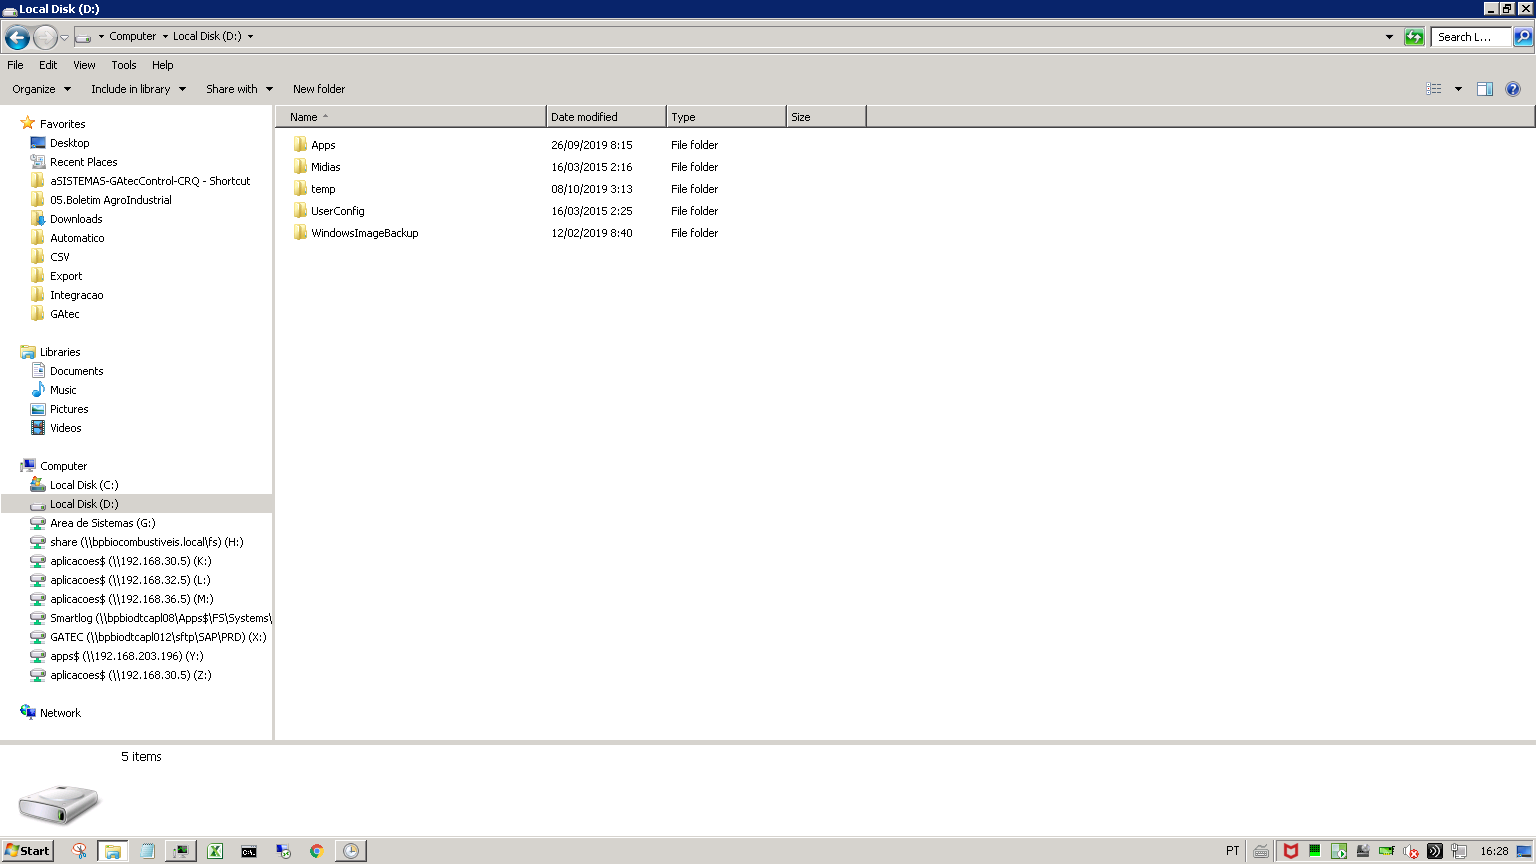 Local Disk (D:)
Computer Local Disk (D:)
Search L...
File Edit View Tools Help
Organize Include in library Share with New folder
Name Date modified Type Size
Favorites
Desktop
Recent Places
aSISTEMAS-GAtecControl-CRQ - Shortcut
05.Boletim AgroIndustrial
Downloads
Automatico
CSV
Export
Integracao
GAtec
Libraries
Documents
Music
Pictures
Videos
Computer
Local Disk (C:)
Local Disk (D:)
Area de Sistemas (G:)
share (\\bpbiocombustiveis.local\fs) (H:)
aplicacoes$ (\\192.168.30.5) (K:)
aplicacoes$ (\\192.168.32.5) (L:)
aplicacoes$ (\\192.168.36.5) (M:)
Smartlog (\\bpbiodtcapl08\Apps$\FS\Systems\
GATEC (\\bpbiodtcapl012\sftp\SAP\PRD) (X:)
apps$ (\\192.168.203.196) (Y:)
aplicacoes$ (\\192.168.30.5) (Z:)
Network
Apps 26/09/2019 8:15 File folder
Midias 16/03/2015 2:16 File folder
temp 08/10/2019 3:13 File folder
UserConfig 16/03/2015 2:25 File folder
WindowsImageBackup 12/02/2019 8:40 File folder
5 items
Start
PT
16:28